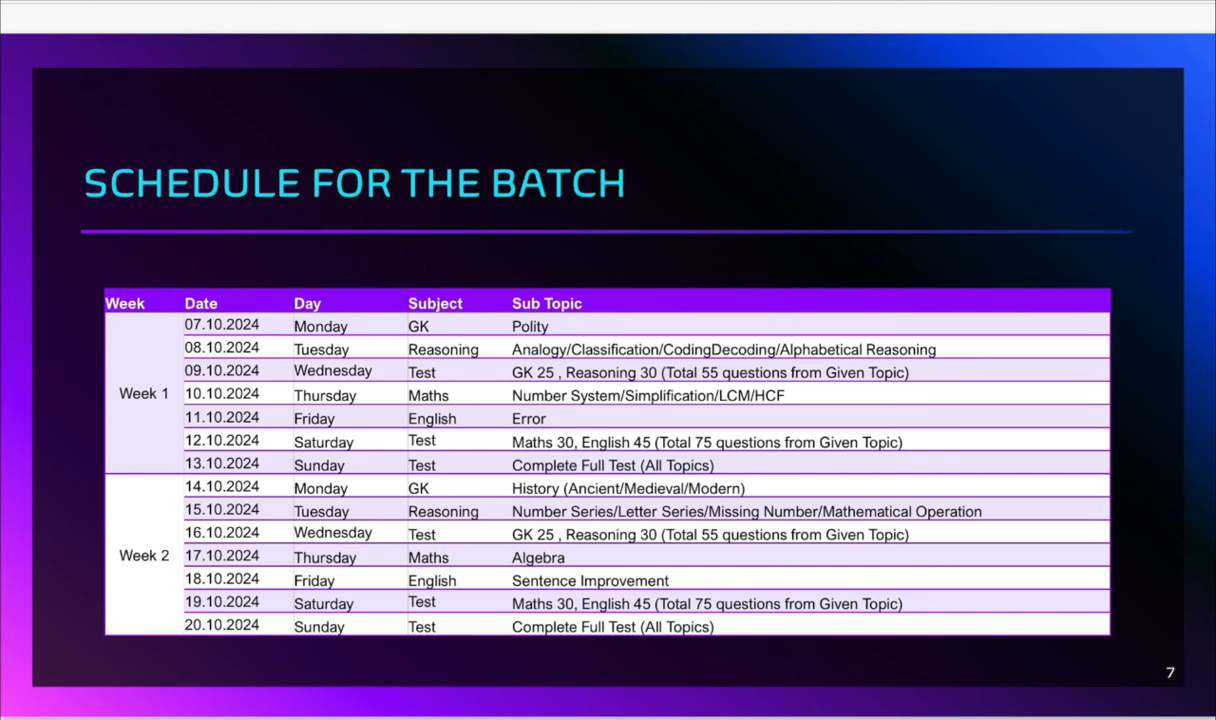 SCHEDULE FOR THE BATCH
Week Date Day Subject Sub Topic
07.10.2024 Monday GK Polity
08.10.2024 Tuesday Reasoning Analogy/Classification/CodingDecoding/Alphabetical Reasoning
09.10.2024 Wednesday Test GK 25 , Reasoning 30 (Total 55 questions from Given Topic)
Week 1 10.10.2024 Thursday Maths Number System/Simplification/LCM/HCF
11.10.2024 Friday English Error
12.10.2024 Saturday Test Maths 30, English 45 (Total 75 questions from Given Topic)
13.10.2024 Sunday Test Complete Full Test (All Topics)
14.10.2024 Monday GK History (Ancient/Medieval/Modern)
15.10.2024 Tuesday Reasoning Number Series/Letter Series/Missing Number/Mathematical Operation
16.10.2024 Wednesday Test GK 25 , Reasoning 30 (Total 55 questions from Given Topic)
Week 2 17.10.2024 Thursday Maths Algebra
18.10.2024 Friday English Sentence Improvement
19.10.2024 Saturday Test Maths 30, English 45 (Total 75 questions from Given Topic)
20.10.2024 Sunday Test Complete Full Test (All Topics)
7